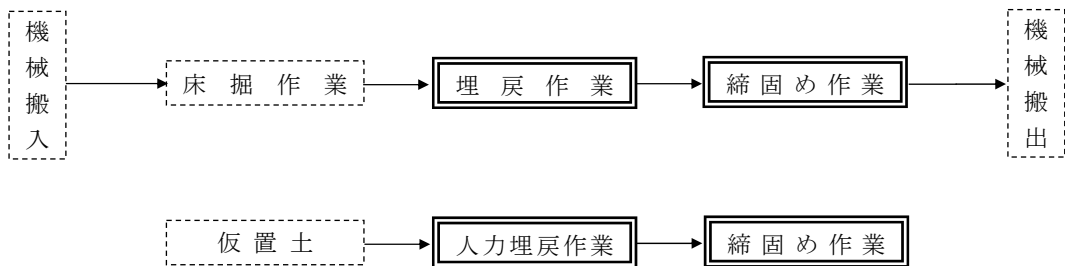 機械搬入
床掘作業
埋戻作業
締固め作業
機械搬出
仮置土
人力埋戻作業
締固め作業